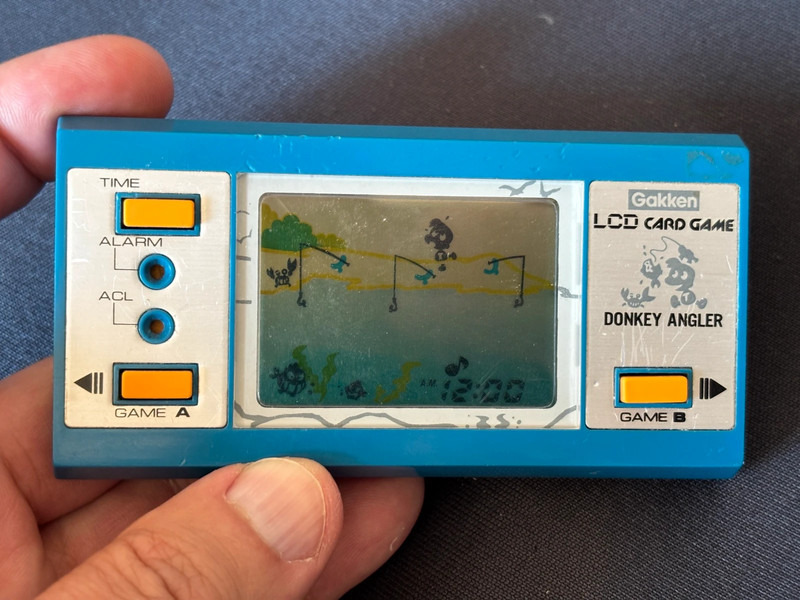 TIME
ALARM
ACL
GAME A
AM 12:00
Gakken
LCD CARD GAME
DONKEY ANGLER
GAME B